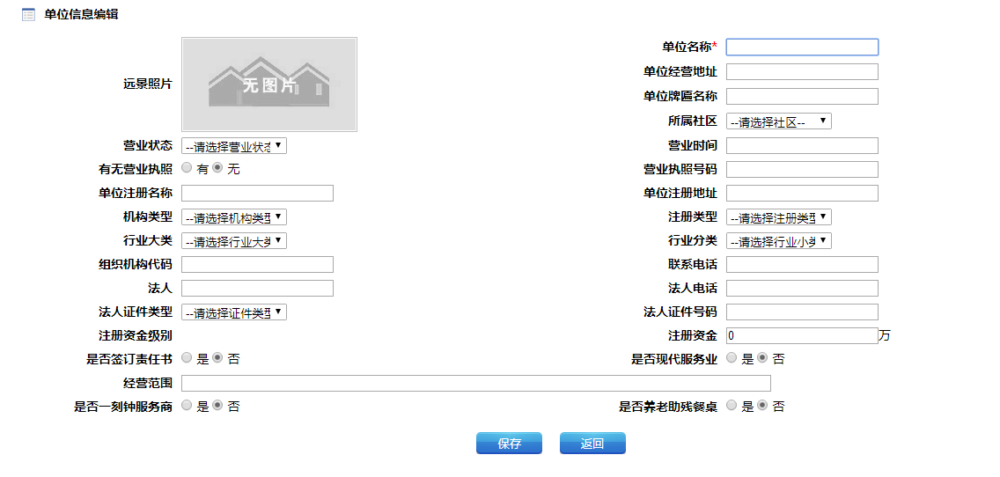 单位信息编辑
远景照片
无图片
单位名称*
单位经营地址
单位牌匾名称
所属社区 --请选择社区--
营业状态 --请选择营业状态 营业时间
有无营业执照 有 无 营业执照号码
单位注册名称 单位注册地址
机构类型 --请选择机构类型 注册类型 --请选择注册类型
行业大类 --请选择行业大类 行业分类 --请选择行业小类
组织机构代码 联系电话
法人 法人电话
法人证件类型 --请选择证件类型 法人证件号码
注册资金级别 注册资金 0 万
是否签订责任书 是 否 是否现代服务业 是 否
经营范围
是否一刻钟服务商 是 否 是否养老助残餐桌 是 否
保存 返回